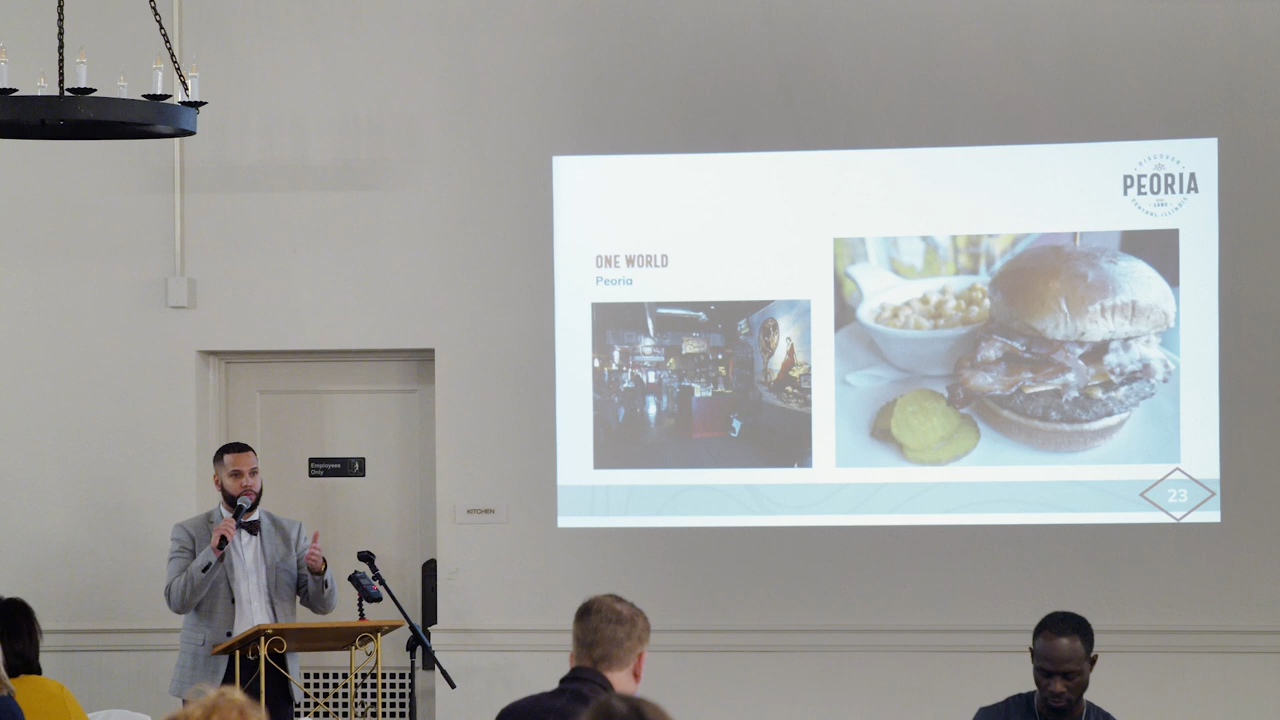 DISCOVER
PEORIA
CENTRAL ILLINOIS
ONE WORLD
Peoria
23
Employees
Only
KITCHEN